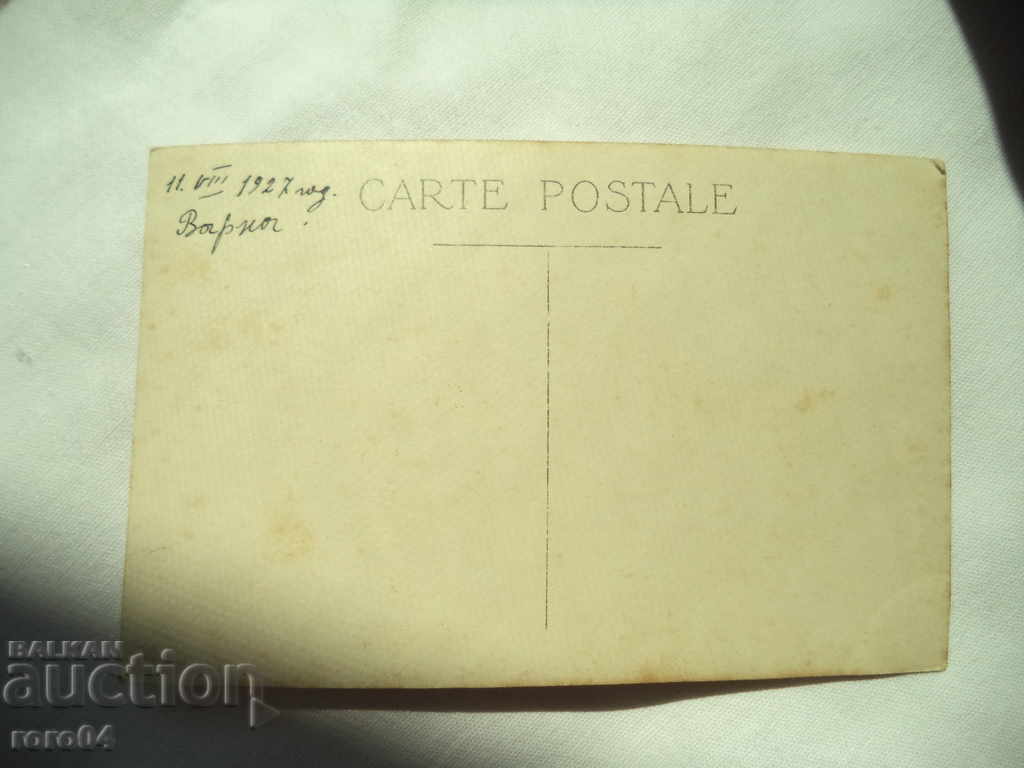 11. VIII 1927 год.
Варна.
CARTE POSTALE
BALKAN
auction
roro04